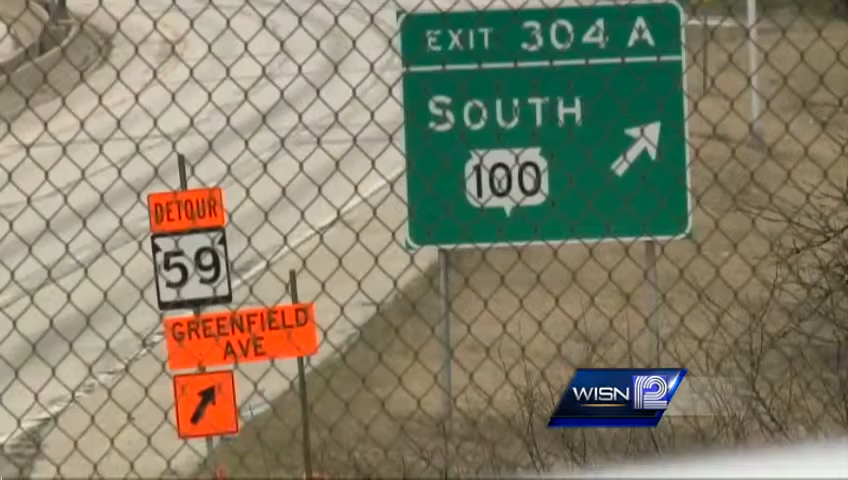 EXIT 304 A
SOUTH
100
DETOUR
59
GREENFIELD
AVE
WISN 12